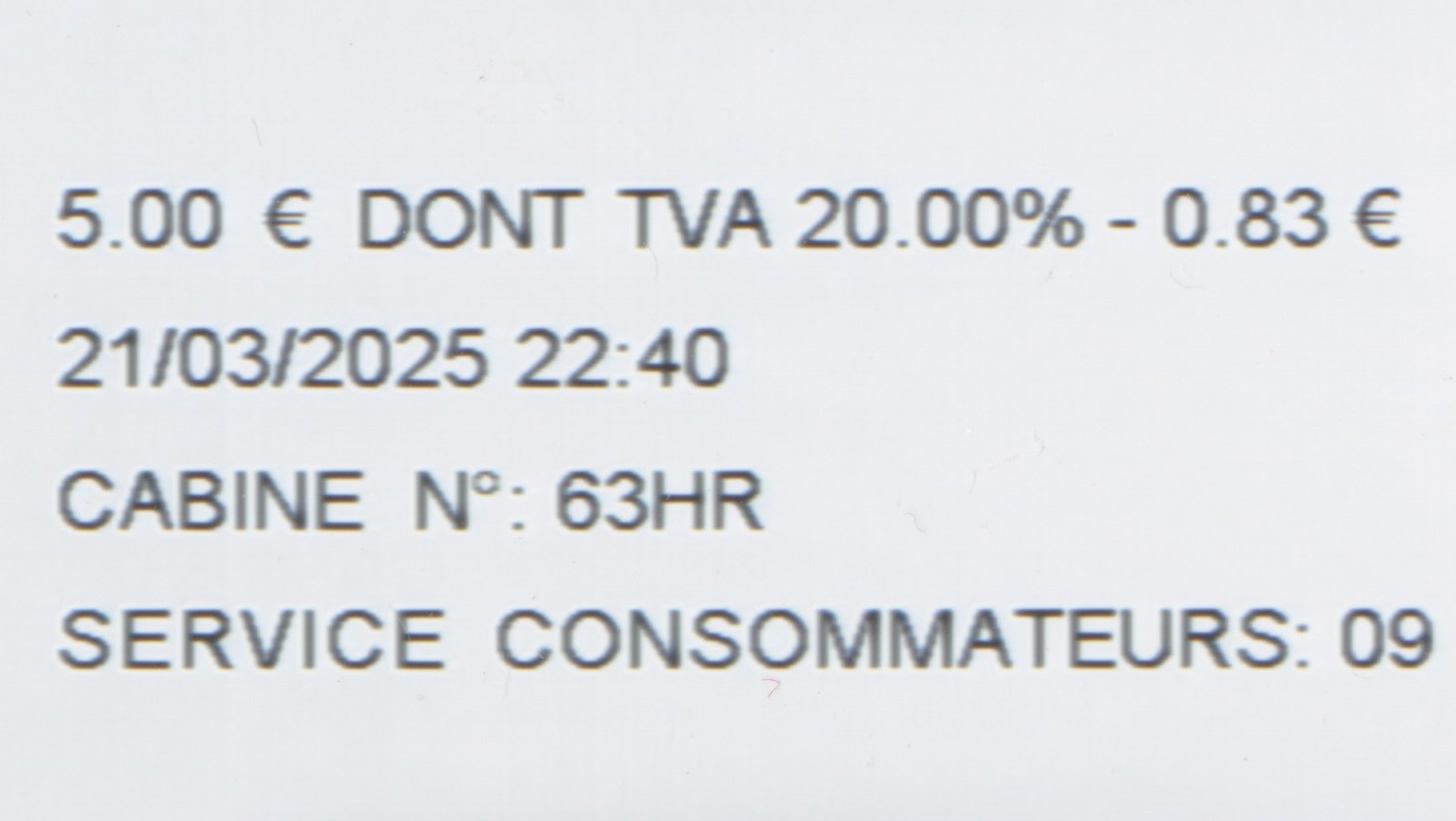 5.00 € DONT TVA 20.00% - 0.83 €
21/03/2025 22:40
CABINE N°: 63HR
SERVICE CONSOMMATEURS: 09